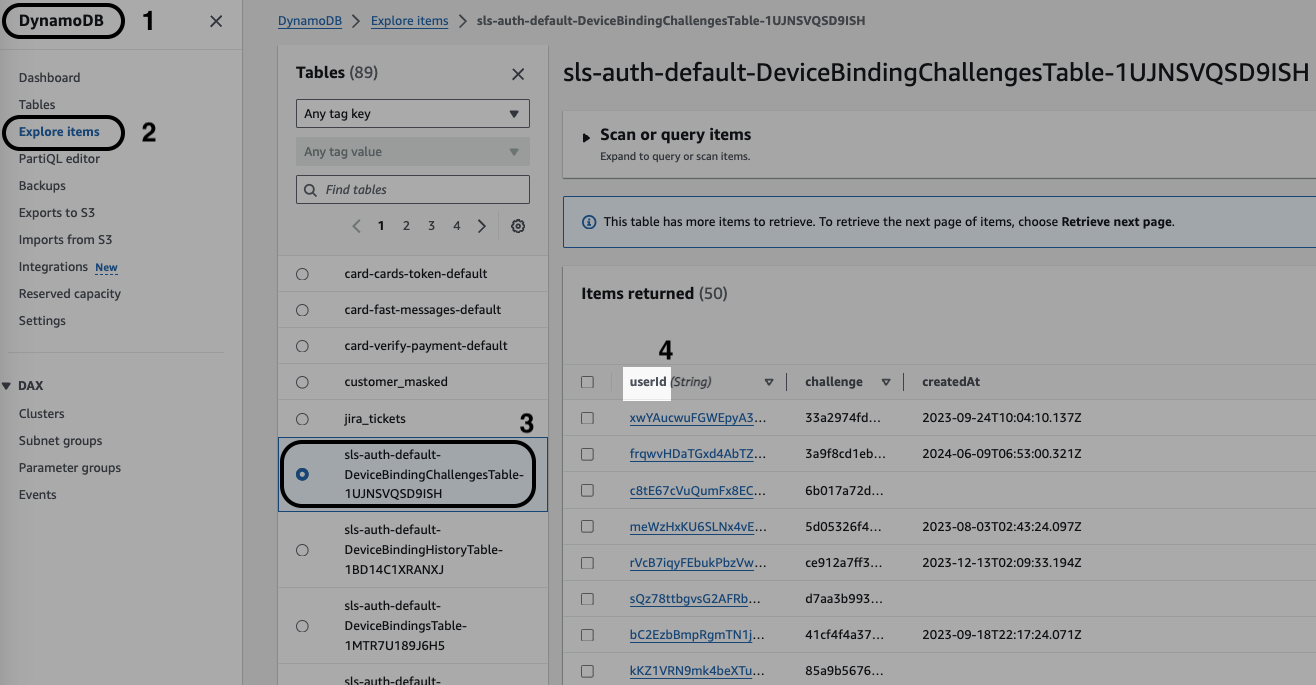 DynamoDB 1
Dashboard
Tables
Explore items 2
PartiQL editor
Backups
Exports to S3
Imports from S3
Integrations New
Reserved capacity
Settings
DAX
Clusters
Subnet groups
Parameter groups
Events
DynamoDB > Explore items > sls-auth-default-DeviceBindingChallengesTable-1UJNSVQSD9ISH
Tables (89)
Any tag key
Any tag value
Find tables
1 2 3 4
card-cards-token-default
card-fast-messages-default
card-verify-payment-default
customer_masked
jira_tickets
3
sls-auth-default-
DeviceBindingChallengesTable-
1UJNSVQSD9ISH
sls-auth-default-
DeviceBindingHistoryTable-
1BD14C1XRANXJ
sls-auth-default-
DeviceBindingsTable-
1MTR7U189J6H5
sls-auth-default-
sls-auth-default-DeviceBindingChallengesTable-1UJNSVQSD9ISH
Scan or query items
Expand to query or scan items.
This table has more items to retrieve. To retrieve the next page of items, choose Retrieve next page.
Items returned (50)
4
userId (String) challenge createdAt
xwYAucwuFGWEpyA3... 33a2974fd... 2023-09-24T10:04:10.137Z
frqwvHDaTGxd4AbTZ... 3a9f8cd1eb... 2024-06-09T06:53:00.321Z
c8tE67cVuQumFx8EC... 6b017a72d...
meWzHxKU6SLNx4vE... 5d05326f4... 2023-08-03T02:43:24.097Z
rVcB7iqyFEbukPbzVw... ce912a7ff3... 2023-12-13T02:09:33.194Z
sQz78ttbgvsG2AFRb... d7aa3b993...
bC2EzbBmpRgmTN1j... 41cf4f4a37... 2023-09-18T22:17:24.071Z
kKZ1VRN9mk4beXTu... 85a9b5676...